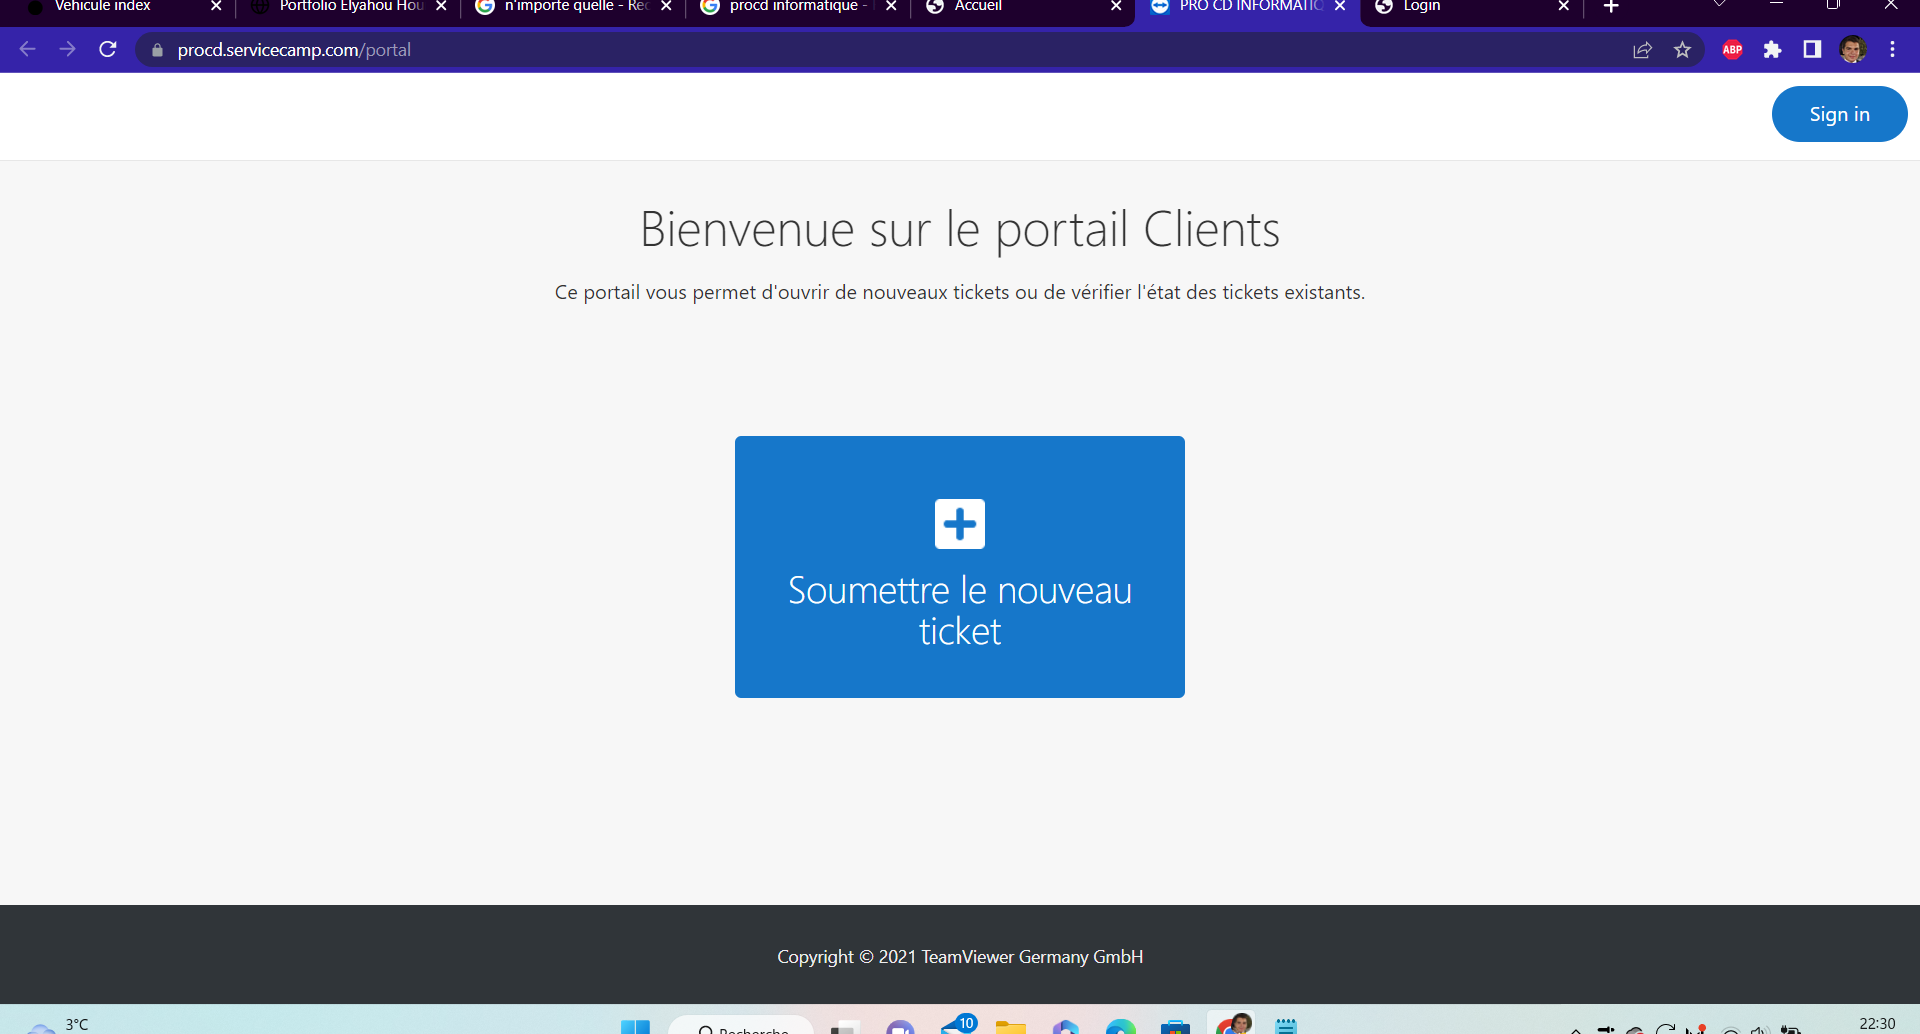 Vehicule index
Portfolio Elyahou Hou
n'importe quelle - Rec
procd informatique -
Accueil
PRO CD INFORMATIQ
Login
procd.servicecamp.com/portal
ABP
Sign in
Bienvenue sur le portail Clients
Ce portail vous permet d'ouvrir de nouveaux tickets ou de vérifier l'état des tickets existants.
Soumettre le nouveau
ticket
Copyright © 2021 TeamViewer Germany GmbH
3°C
Recherche
10
22:30